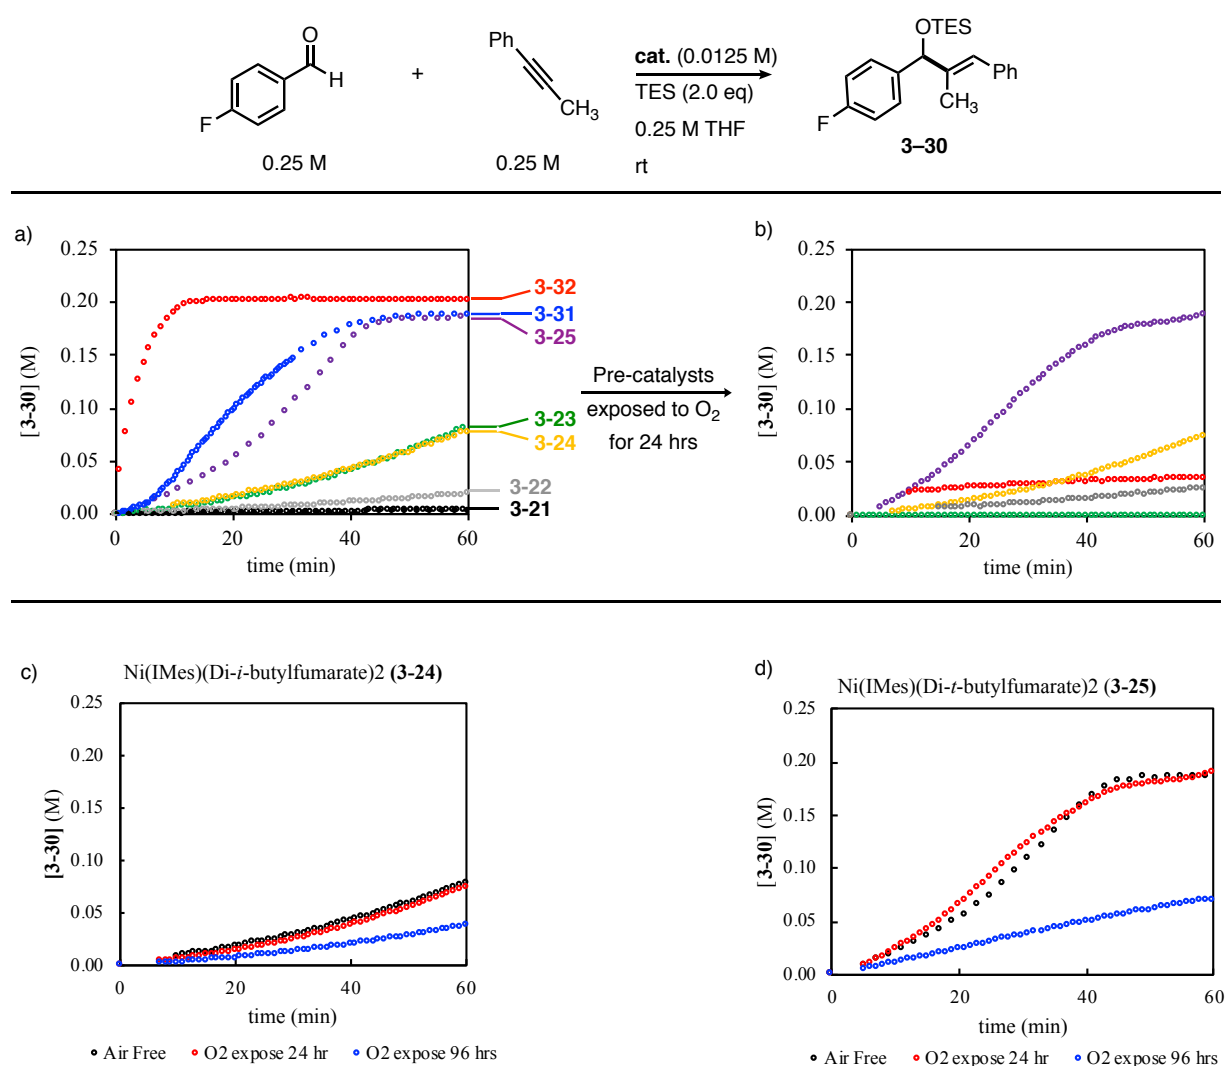 O
H
F
0.25 M
+
Ph
CH3
0.25 M
cat. (0.0125 M)
TES (2.0 eq)
0.25 M THF
rt
OTES
Ph
CH3
F
3–30
a)
[3-30] (M)
0.25
0.20
0.15
0.10
0.05
0.00
0 20 40 60
time (min)
3-32
3-31
3-25
3-23
3-24
3-22
3-21
Pre-catalysts
exposed to O2
for 24 hrs
b)
[3-30] (M)
0.25
0.20
0.15
0.10
0.05
0.00
0 20 40 60
time (min)
c)
Ni(IMes)(Di-i-butylfumarate)2 (3-24)
[3-30] (M)
0.25
0.20
0.15
0.10
0.05
0.00
0 20 40 60
time (min)
Air Free O2 expose 24 hr O2 expose 96 hrs
d)
Ni(IMes)(Di-t-butylfumarate)2 (3-25)
[3-30] (M)
0.25
0.20
0.15
0.10
0.05
0.00
0 20 40 60
time (min)
Air Free O2 expose 24 hr O2 expose 96 hrs